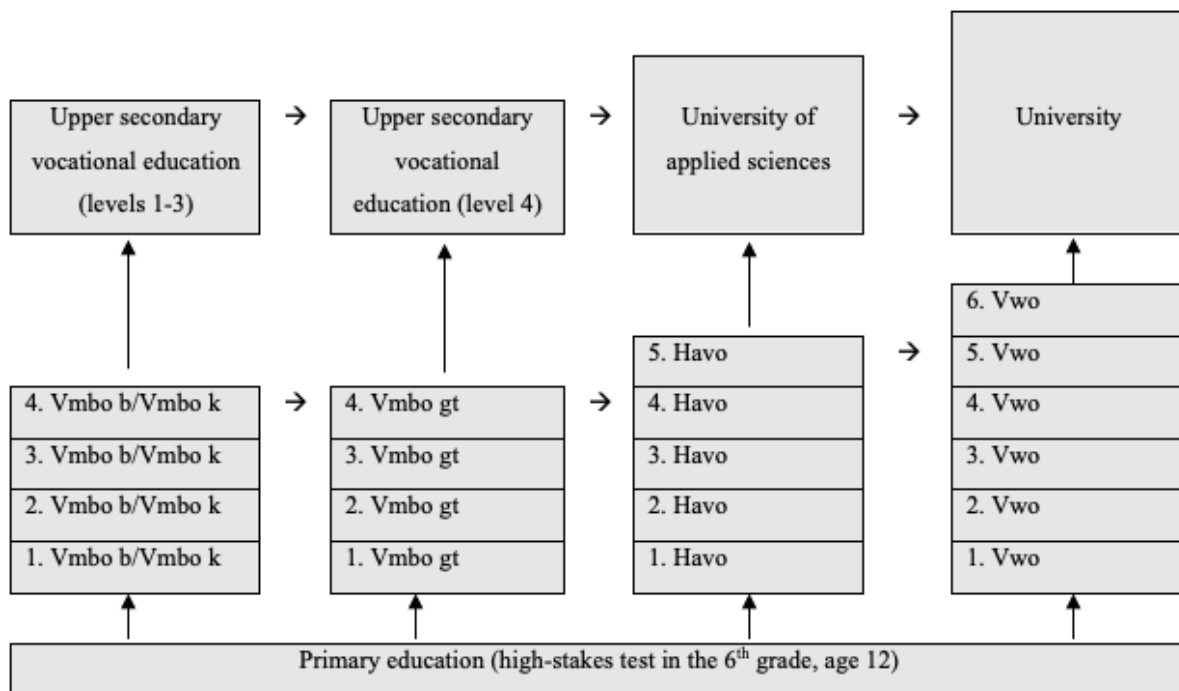 Upper secondary
vocational education
(levels 1-3)
→
Upper secondary
vocational
education (level 4)
→
University of
applied sciences
→
University
4. Vmbo b/Vmbo k
3. Vmbo b/Vmbo k
2. Vmbo b/Vmbo k
1. Vmbo b/Vmbo k
→
4. Vmbo gt
3. Vmbo gt
2. Vmbo gt
1. Vmbo gt
→
5. Havo
4. Havo
3. Havo
2. Havo
1. Havo
→
6. Vwo
5. Vwo
4. Vwo
3. Vwo
2. Vwo
1. Vwo
Primary education (high-stakes test in the 6th grade, age 12)